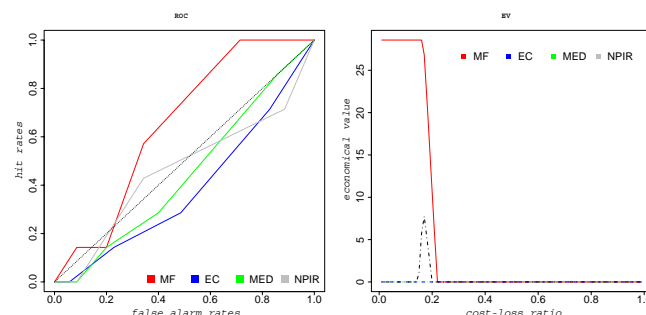 ROC
EV
hit rates
1.0
0.8
0.6
0.4
0.2
0.0
MF EC MED NPIR
0.0 0.2 0.4 0.6 0.8 1.0
false alarm rates
economical value
25
20
15
10
5
0
MF EC MED NPIR
0.0 0.2 0.4 0.6 0.8 1.0
cost-loss ratio